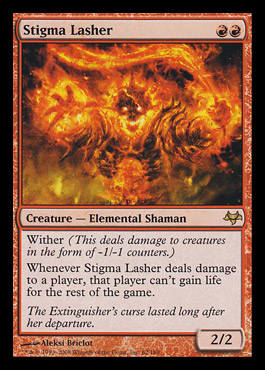 Stigma Lasher
Creature — Elemental Shaman
Wither (This deals damage to creatures
in the form of -1/-1 counters.)
Whenever Stigma Lasher deals damage
to a player, that player can't gain life
for the rest of the game.
The Extinguisher's curse lasted long after
her departure.
Aleksi Briclot
2/2